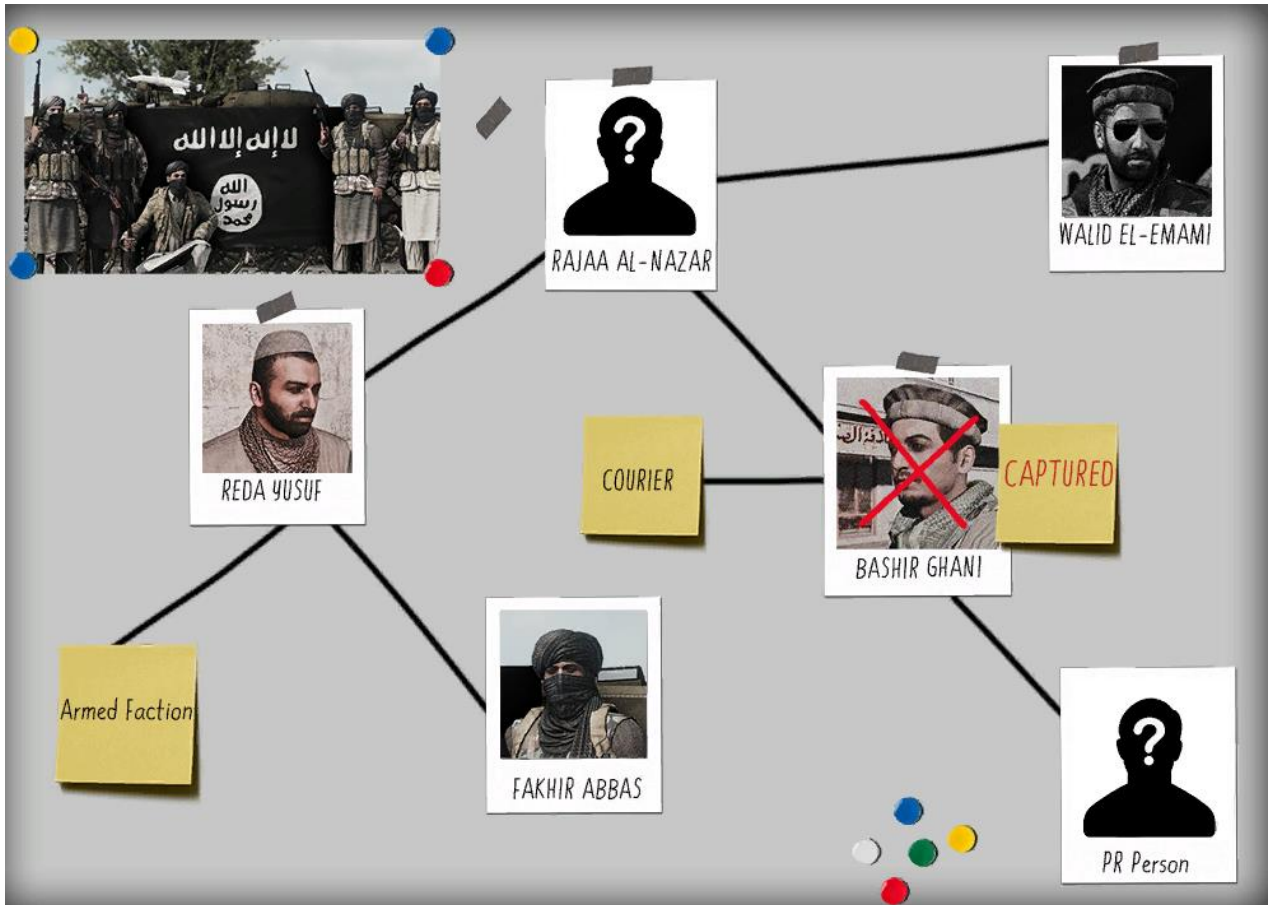 لا إله إلا الله
الله
رسول
محمد
?
RAJAA AL-NAZAR
WALID EL-EMAMI
REDA YUSUF
COURIER
CAPTURED
BASHIR GHANI
Armed Faction
FAKHIR ABBAS
?
PR Person